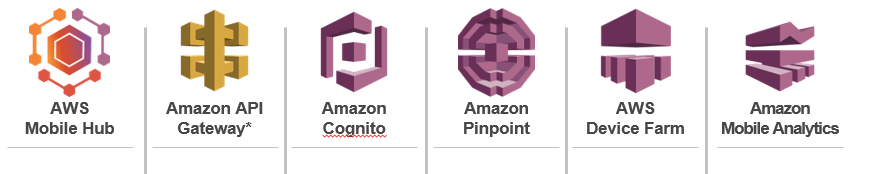 AWS
Mobile Hub
Amazon API
Gateway*
Amazon
Cognito
Amazon
Pinpoint
AWS
Device Farm
Amazon
Mobile Analytics